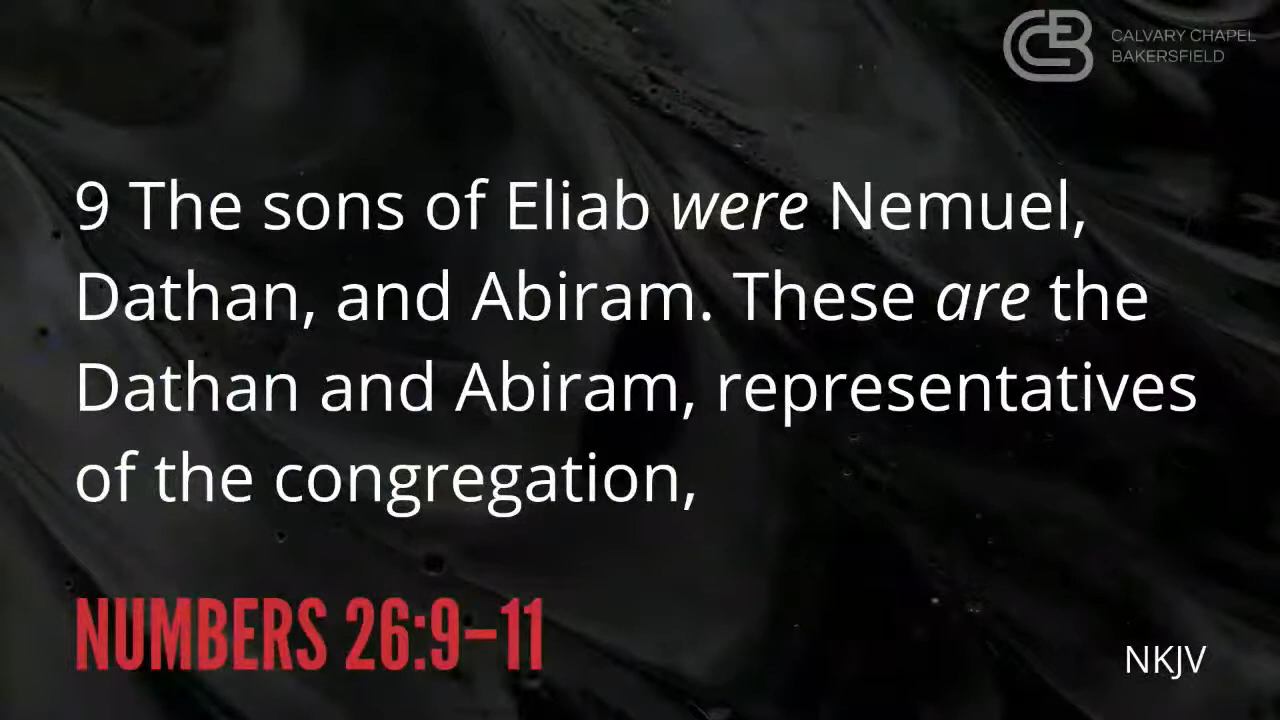 CALVARY CHAPEL
BAKERSFIELD
9 The sons of Eliab were Nemuel,
Dathan, and Abiram. These are the
Dathan and Abiram, representatives
of the congregation,
NUMBERS 26:9–11
NKJV